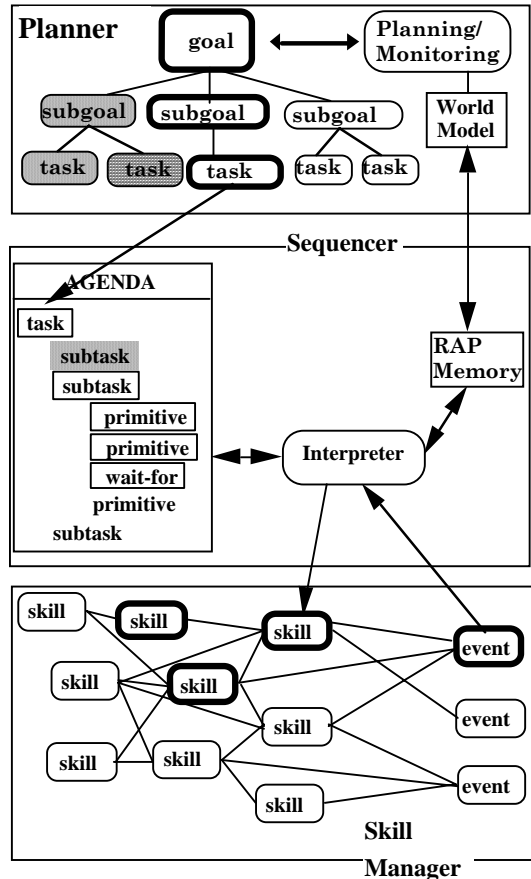 Planner
goal
Planning/
Monitoring
subgoal
subgoal
subgoal
World
Model
task
task
task
task
task
Sequencer
AGENDA
task
subtask
subtask
primitive
primitive
wait-for
primitive
subtask
RAP
Memory
Interpreter
skill
skill
skill
event
skill
skill
skill
event
skill
skill
skill
event
Skill
Manager